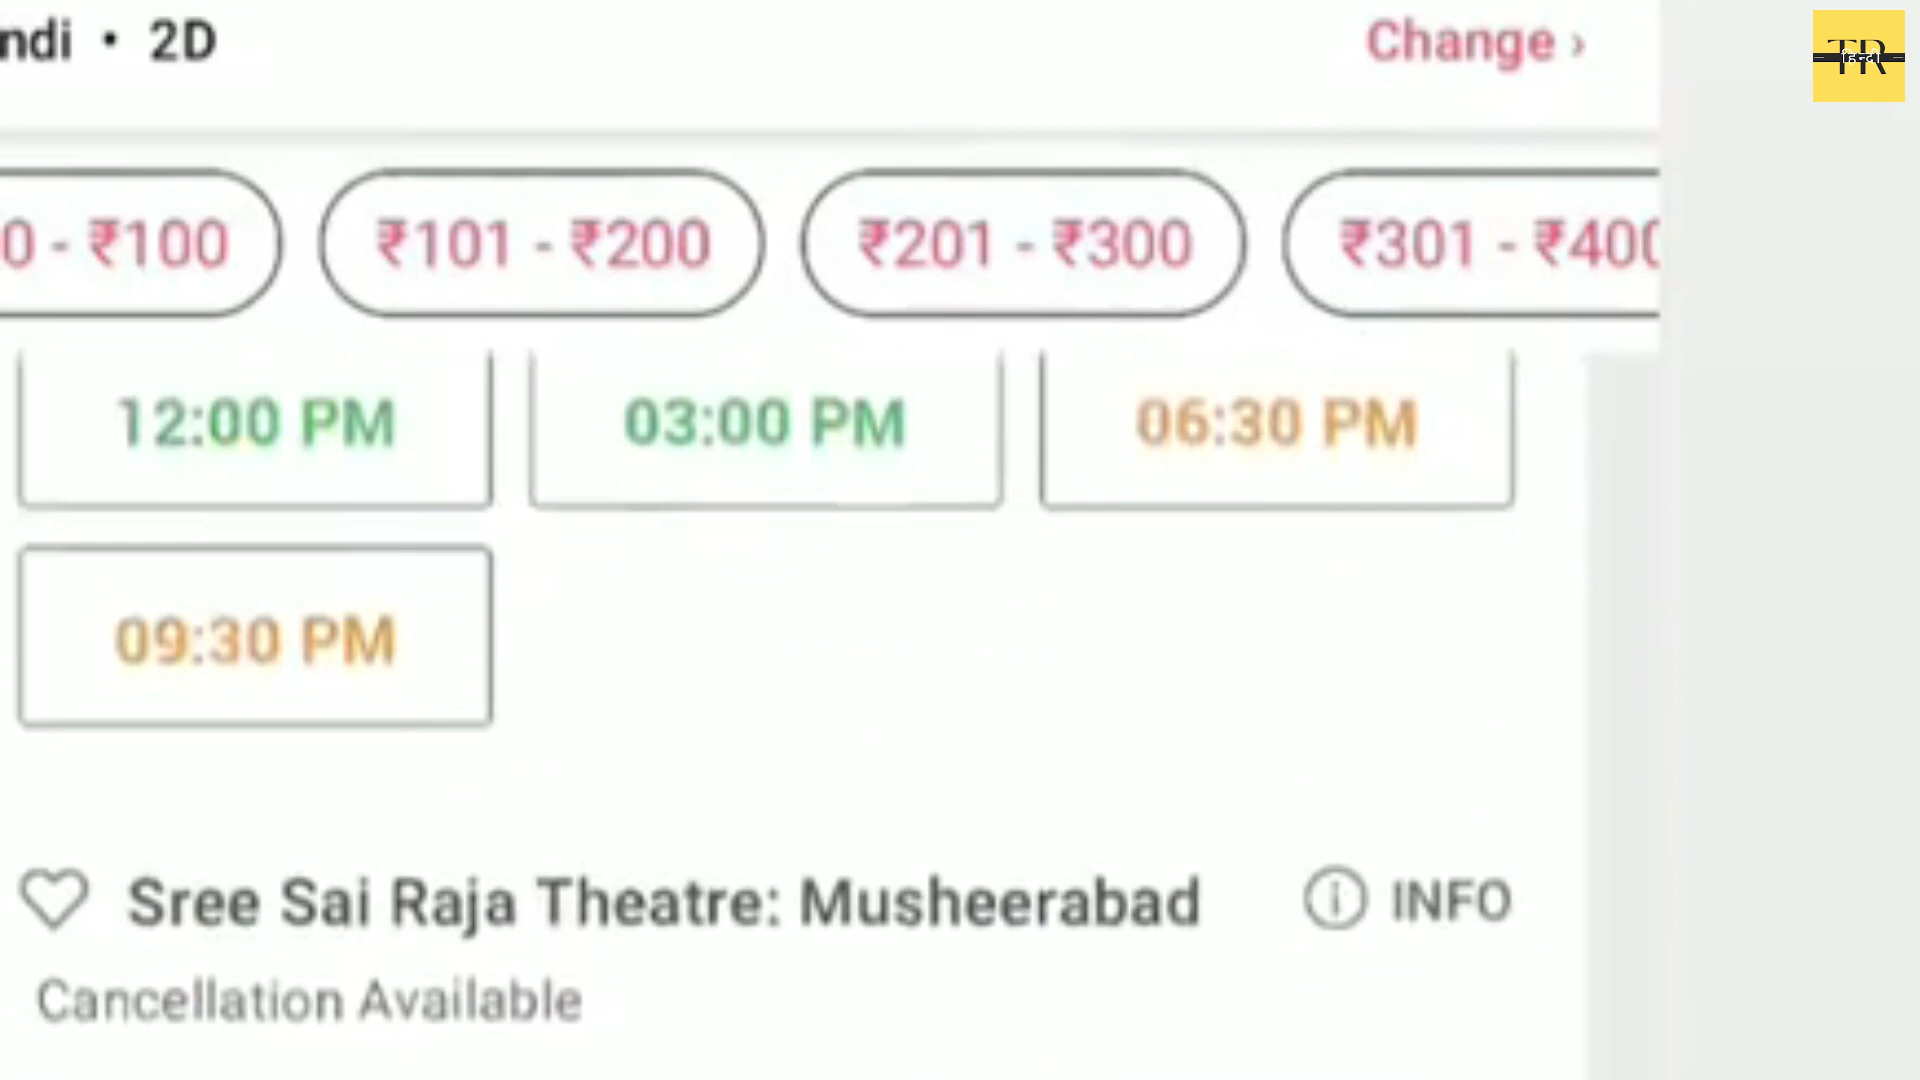 ndi • 2D
Change ›
0 - ₹100
₹101 - ₹200
₹201 - ₹300
₹301 - ₹400
12:00 PM
03:00 PM
06:30 PM
09:30 PM
Sree Sai Raja Theatre: Musheerabad
INFO
Cancellation Available
TR